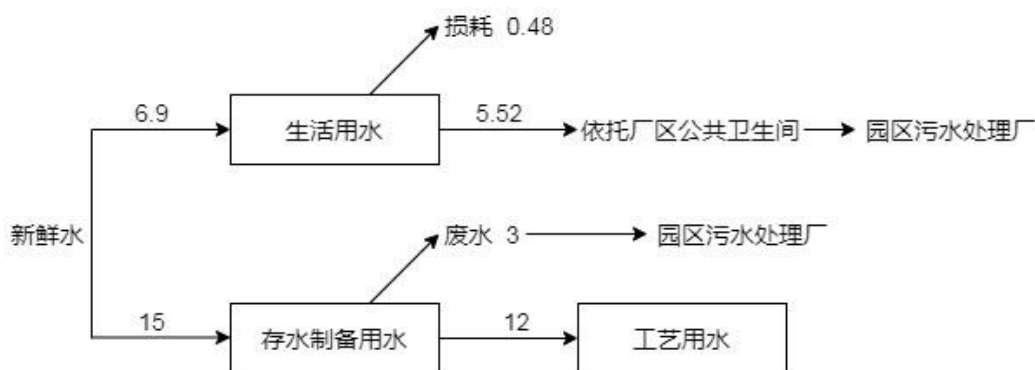 损耗 0.48
6.9
生活用水
5.52
依托厂区公共卫生间
园区污水处理厂
新鲜水
废水 3
园区污水处理厂
15
存水制备用水
12
工艺用水